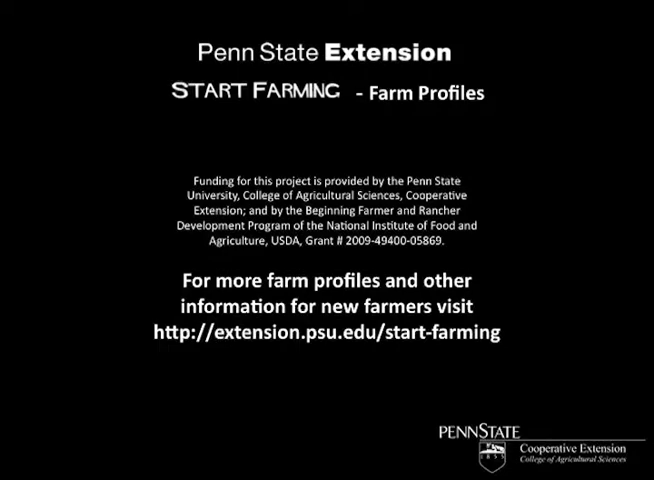 Penn State Extension
START FARMING - Farm Profiles
Funding for this project is provided by the Penn State
University, College of Agricultural Sciences, Cooperative
Extension; and by the Beginning Farmer and Rancher
Development Program of the National Institute of Food and
Agriculture, USDA, Grant # 2009-49400-05869.
For more farm profiles and other
information for new farmers visit
http://extension.psu.edu/start-farming
PENNSTATE
1855
Cooperative Extension
College of Agricultural Sciences